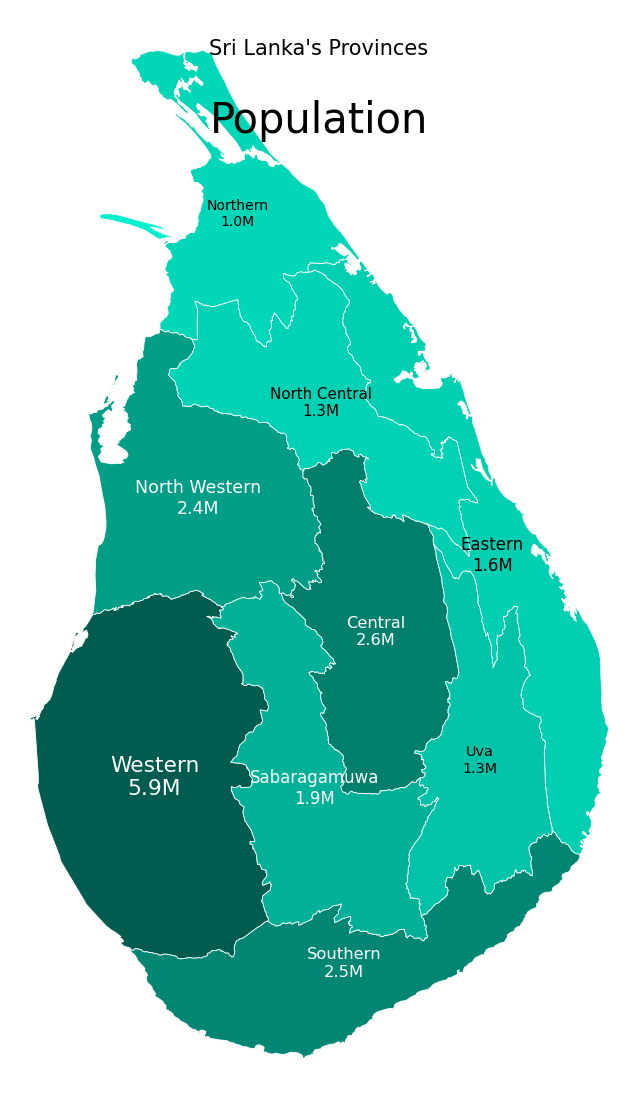 Sri Lanka's Provinces
Population
Northern
1.0M
North Central
1.3M
North Western
2.4M
Eastern
1.6M
Central
2.6M
Uva
1.3M
Western
5.9M
Sabaragamuwa
1.9M
Southern
2.5M